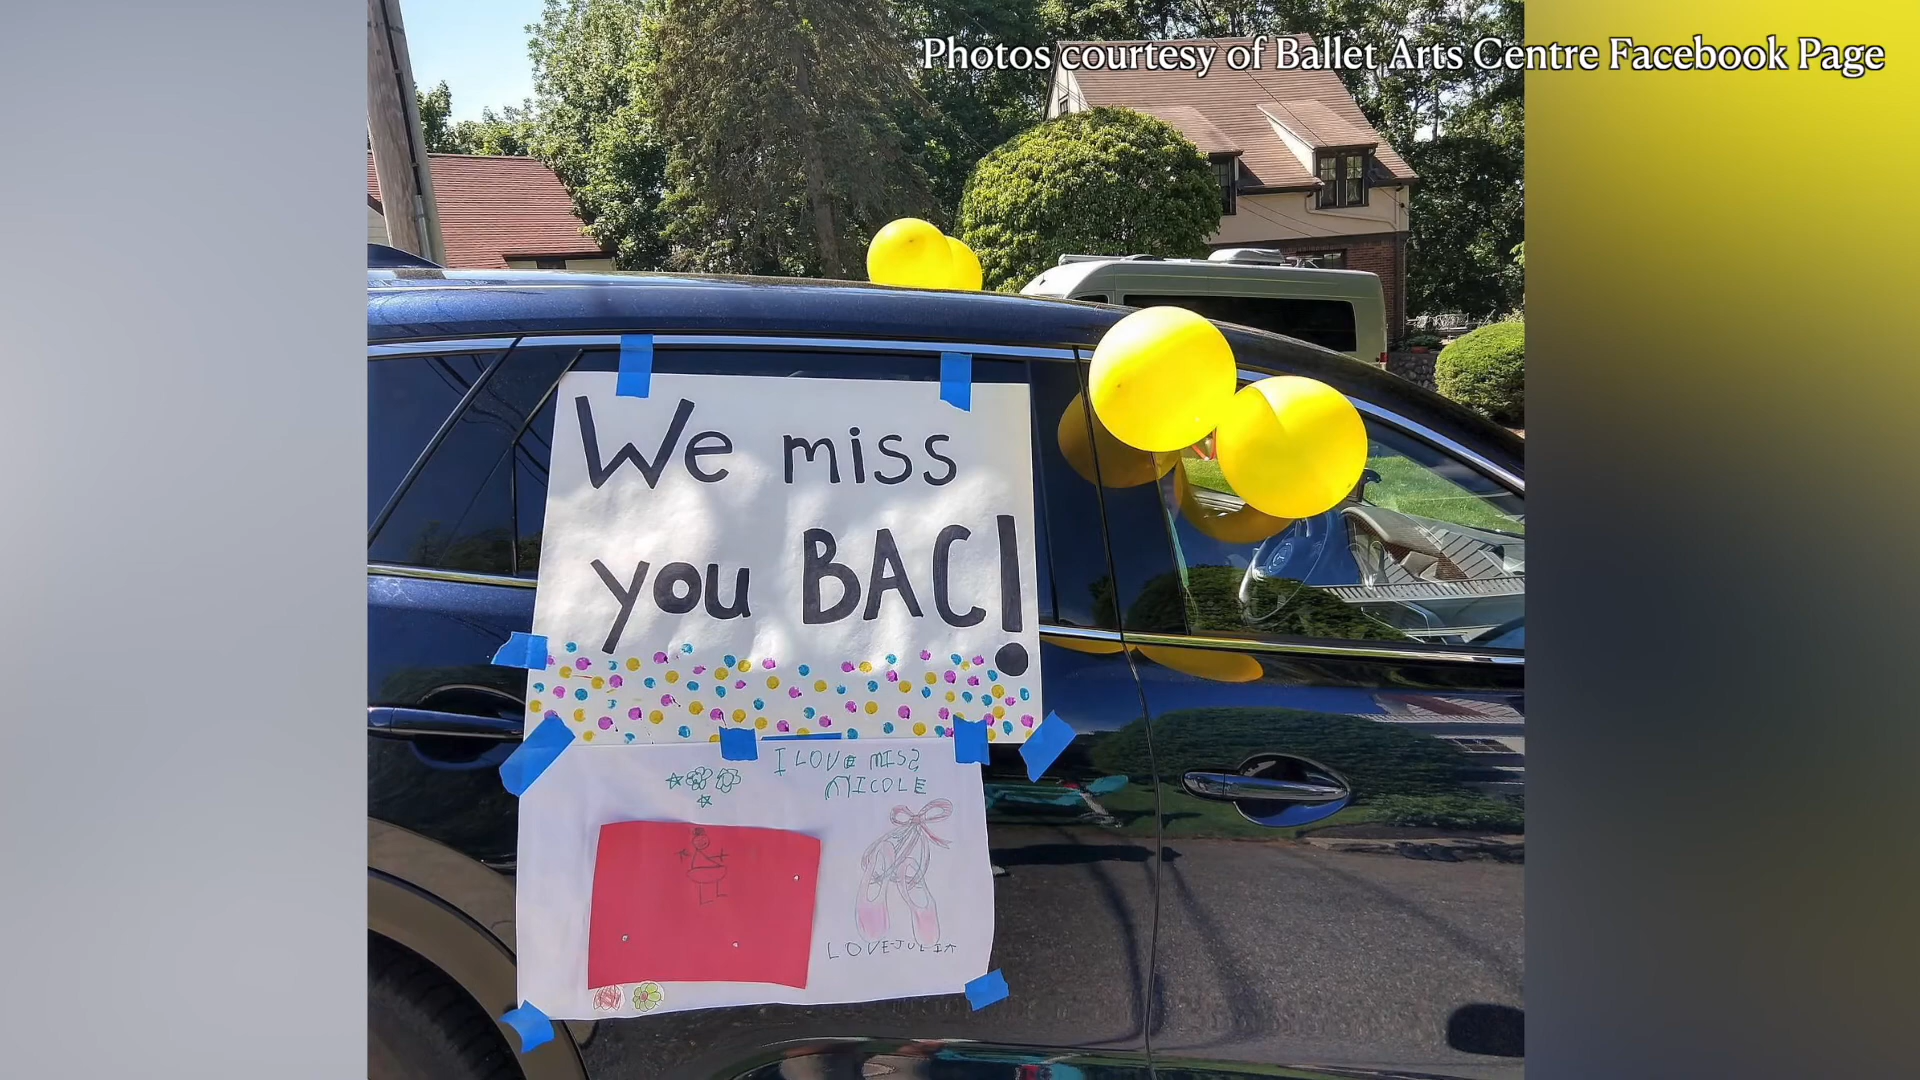 Photos courtesy of Ballet Arts Centre Facebook Page
We miss
you BAC!
I LOVe MISS
NICOLE
LOVE-JULIA